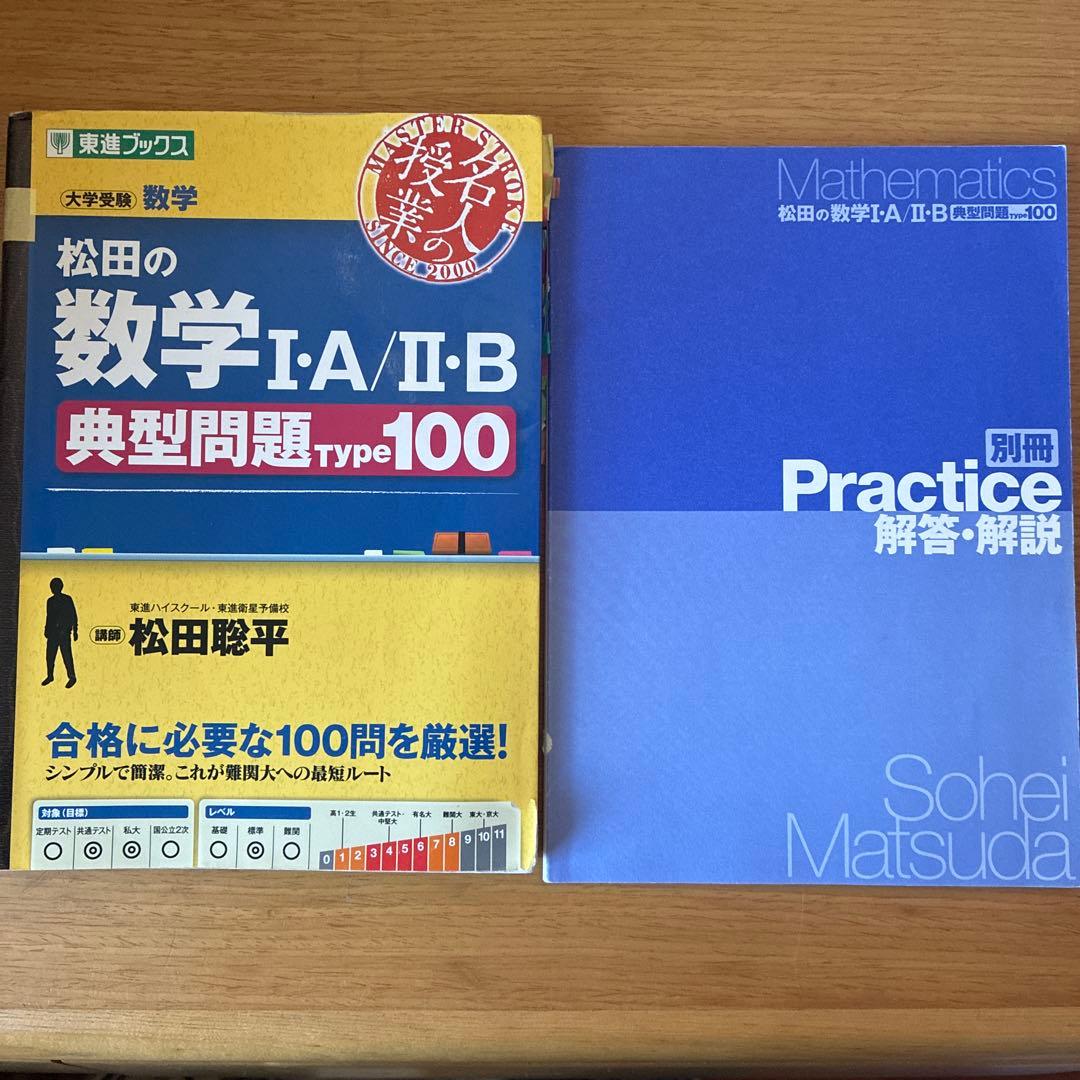 東進ブックス
MASTER STROKE
名人の
授業
SINCE 2000
大学受験 数学
松田の
数学Ⅰ・A/Ⅱ・B
典型問題Type100
東進ハイスクール・東進衛星予備校
講師 松田聡平
合格に必要な100問を厳選!
シンプルで簡潔。これが難関大への最短ルート
対象(目標)
定期テスト 共通テスト 私大 国公立2次
○ ◎ ◎ ○
レベル
基礎 標準 難関
○ ◎ ○
高1・2生 共通テスト・中堅大 有名大 難関大 東大・京大
0 1 2 3 4 5 6 7 8 9 10 11
Mathematics
松田の数学Ⅰ・A/Ⅱ・B 典型問題Type100
別冊
Practice
解答・解説
Sohei
Matsuda